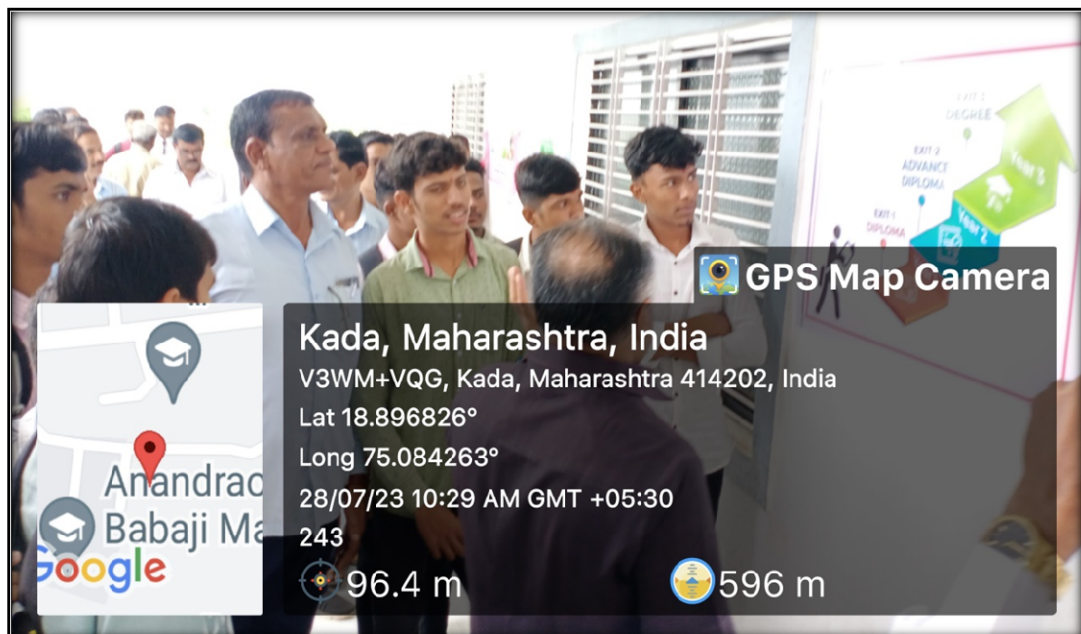 EXIT 3
DEGREE
EXIT 2
ADVANCE
DIPLOMA
EXIT 1
DIPLOMA
Year 3
Year 2
GPS Map Camera
Kada, Maharashtra, India
V3WM+VQG, Kada, Maharashtra 414202, India
Lat 18.896826°
Long 75.084263°
28/07/23 10:29 AM GMT +05:30
243
96.4 m
596 m
Anandrao
Babaji Ma
Google